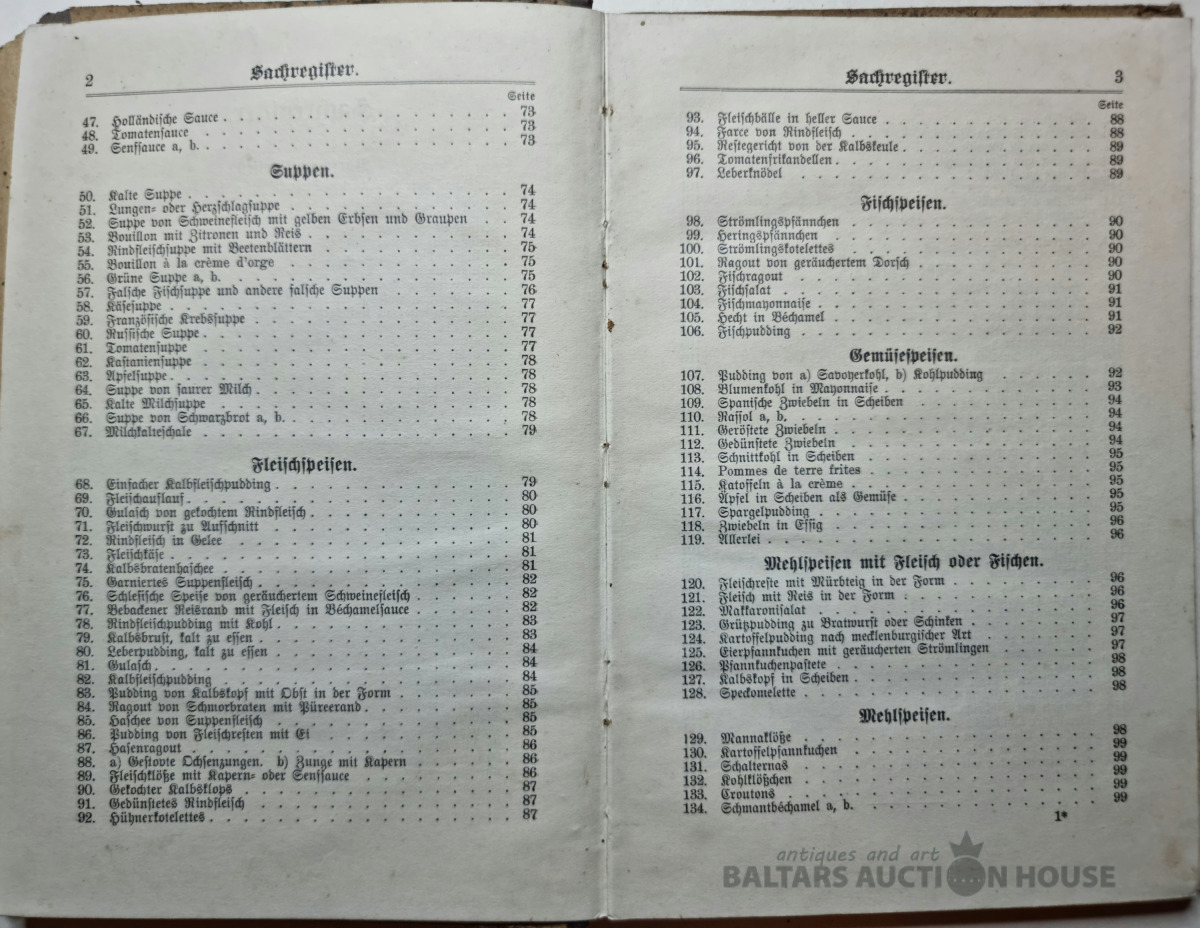 2 Sachregister.
Seite
47. Holländische Sauce . . . 73
48. Tomatensauce . . . 73
49. Senfsauce a, b. . . . 73
Suppen.
50. Kalte Suppe . . . 74
51. Lungen- oder Herzschlagsuppe . . . 74
52. Suppe von Schweinefleisch mit gelben Erbsen und Graupen . . 74
53. Bouillon mit Zitronen und Reis . . . 74
54. Rindfleischsuppe mit Beetenblättern . . . 75
55. Bouillon à la crème d'orge . . . 75
56. Grüne Suppe a, b. . . . 75
57. Falsche Fischsuppe und andere falsche Suppen . . . 76
58. Käsesuppe . . . 77
59. Französische Krebssuppe . . . 77
60. Russische Suppe . . . 77
61. Tomatensuppe . . . 77
62. Kastaniensuppe . . . 78
63. Apfelsuppe . . . 78
64. Suppe von saurer Milch . . . 78
65. Kalte Milchsuppe . . . 78
66. Suppe von Schwarzbrot a, b. . . . 78
67. Milchkalteschale . . . 79
Fleischspeisen.
68. Einfacher Kalbfleischpudding . . . 79
69. Fleischauflauf . . . 80
70. Gulasch von gekochtem Rindfleisch . . . 80
71. Fleischwurst zu Aufschnitt . . . 80
72. Rindfleisch in Gelee . . . 81
73. Fleischkäse . . . 81
74. Kalbsbratenhaschee . . . 81
75. Garniertes Suppenfleisch . . . 82
76. Schlesische Speise von geräuchertem Schweinefleisch . . . 82
77. Bebackener Reisrand mit Fleisch in Béchamelsauce . . . 82
78. Rindfleischpudding mit Kohl . . . 83
79. Kalbsbrust, kalt zu essen . . . 83
80. Leberpudding, kalt zu essen . . . 84
81. Gulasch . . . 84
82. Kalbfleischpudding . . . 84
83. Pudding von Kalbskopf mit Obst in der Form . . . 85
84. Ragout von Schmorbraten mit Püreerand . . . 85
85. Haschee von Suppenfleisch . . . 85
86. Pudding von Fleischresten mit Ei . . . 85
87. Hasenragout . . . 86
88. a) Gestovte Ochsenzungen. b) Zunge mit Kapern . . . 86
89. Fleischklöße mit Kapern- oder Senfsauce . . . 86
90. Gekochter Kalbsklops . . . 87
91. Gedünstetes Rindfleisch . . . 87
92. Hühnerkotelettes . . . 87
Sachregister. 3
Seite
93. Fleischbälle in heller Sauce . . . 88
94. Farce von Rindfleisch . . . 88
95. Restegericht von der Kalbskeule . . . 89
96. Tomatenfrikandellen . . . 89
97. Leberknödel . . . 89
Fischspeisen.
98. Strömlingspfännchen . . . 90
99. Heringspfännchen . . . 90
100. Strömlingskotelettes . . . 90
101. Ragout von geräuchertem Dorsch . . . 90
102. Fischragout . . . 90
103. Fischsalat . . . 91
104. Fischmayonnaise . . . 91
105. Hecht in Béchamel . . . 91
106. Fischpudding . . . 92
Gemüsespeisen.
107. Pudding von a) Savoyerkohl, b) Kohlpudding . . . 92
108. Blumenkohl in Mayonnaise . . . 93
109. Spanische Zwiebeln in Scheiben . . . 94
110. Rassol a, b. . . . 94
111. Geröstete Zwiebeln . . . 94
112. Gedünstete Zwiebeln . . . 94
113. Schnittkohl in Scheiben . . . 95
114. Pommes de terre frites . . . 95
115. Katoffeln à la crème . . . 95
116. Äpfel in Scheiben als Gemüse . . . 95
117. Spargelpudding . . . 95
118. Zwiebeln in Essig . . . 96
119. Allerlei . . . 96
Mehlspeisen mit Fleisch oder Fischen.
120. Fleischreste mit Mürbteig in der Form . . . 96
121. Fleisch mit Reis in der Form . . . 96
122. Makkaronisalat . . . 96
123. Grützpudding zu Bratwurst oder Schinken . . . 97
124. Kartoffelpudding nach mecklenburgischer Art . . . 97
125. Eierpfannkuchen mit geräucherten Strömlingen . . . 97
126. Pfannkuchenpastete . . . 98
127. Kalbskopf in Scheiben . . . 98
128. Speckomelette . . . 98
Mehlspeisen.
129. Mannaklöße . . . 98
130. Kartoffelpfannkuchen . . . 99
131. Schalternas . . . 99
132. Kohlklößchen . . . 99
133. Croutons . . . 99
134. Schmantbéchamel a, b. . . . 99
1*
antiques and art
BALTARS AUCTION HOUSE